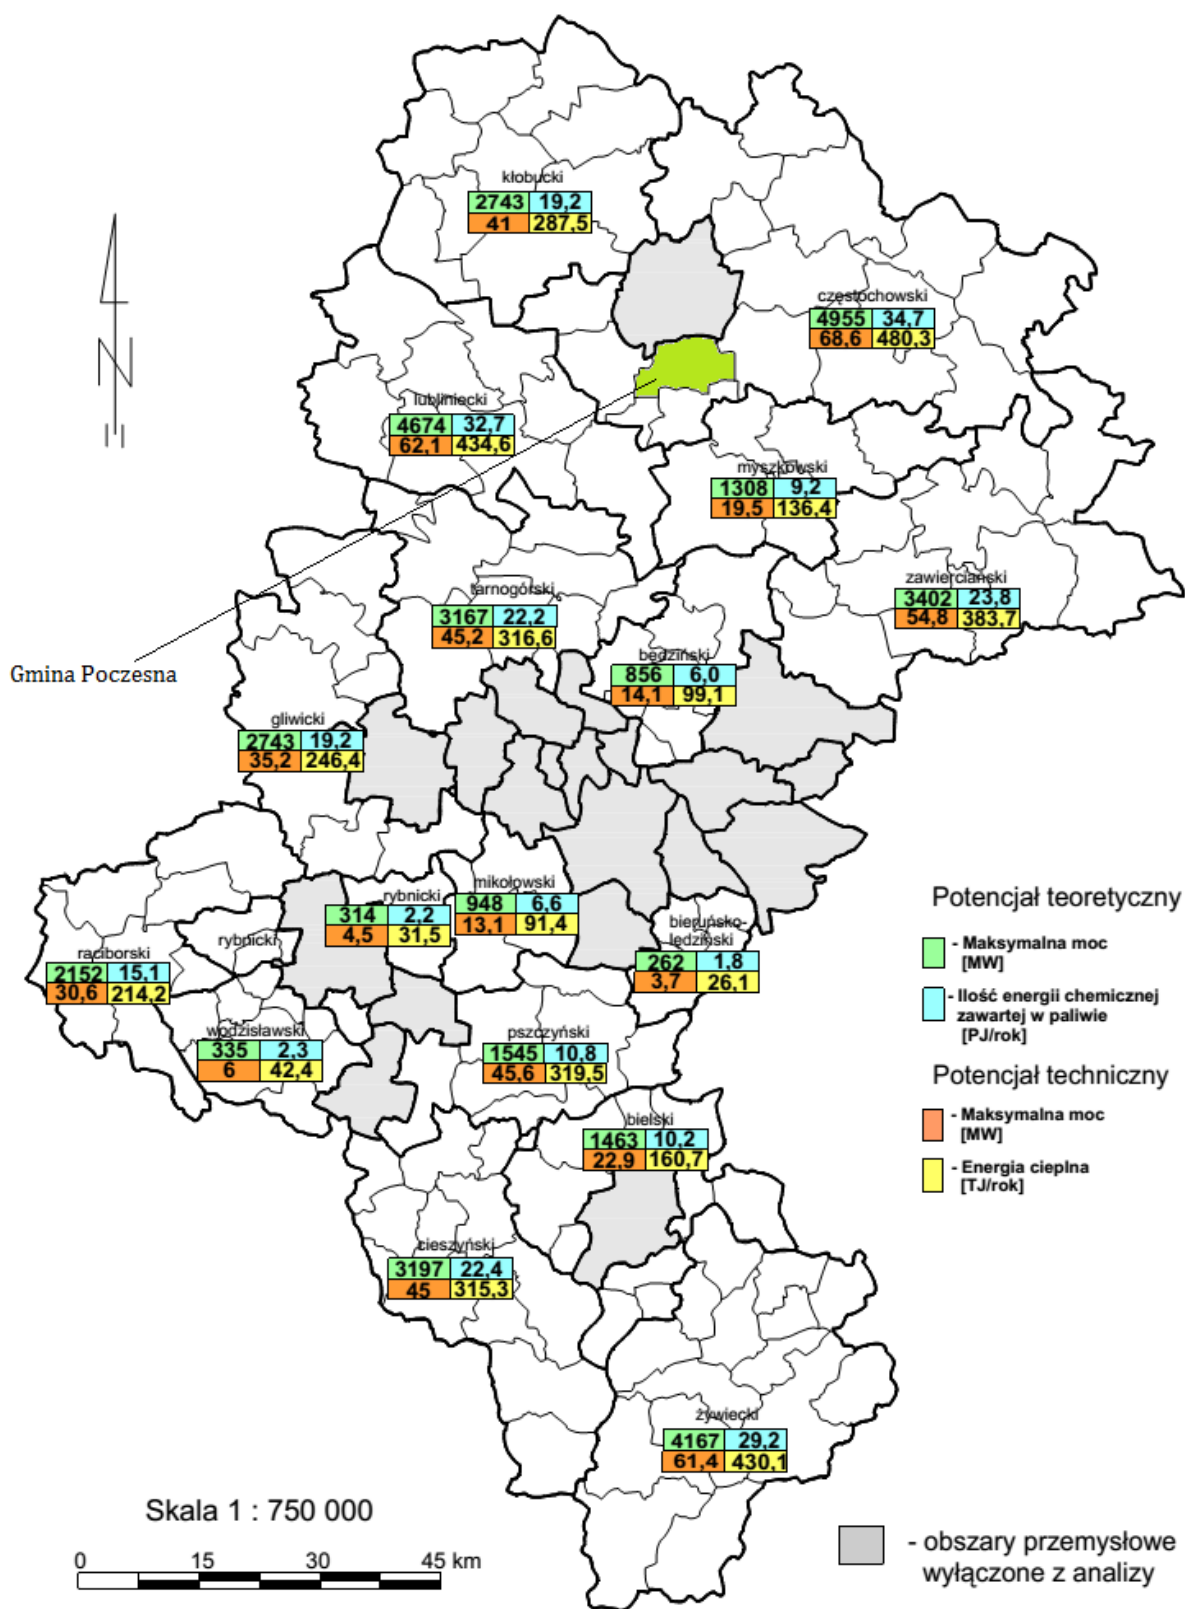 kłobucki
2743 19,2
41 287,5
częstochowski
4955 34,7
68,6 480,3
lubliniecki
4674 32,7
62,1 434,6
myszkowski
1308 9,2
19,5 136,4
zawierciański
3402 23,8
54,8 383,7
tarnogórski
3167 22,2
45,2 316,6
Gmina Poczesna
będziński
856 6,0
14,1 99,1
gliwicki
2743 19,2
35,2 246,4
mikołowski
948 6,6
13,1 91,4
rybnicki
314 2,2
4,5 31,5
bieruńsko-
lędziński
262 1,8
3,7 26,1
rybnicki
raciborski
2152 15,1
30,6 214,2
wodzisławski
335 2,3
6 42,4
pszczyński
1545 10,8
45,6 319,5
bielski
1463 10,2
22,9 160,7
cieszyński
3197 22,4
45 315,3
żywiecki
4167 29,2
61,4 430,1
Potencjał teoretyczny
- Maksymalna moc
[MW]
- Ilość energii chemicznej
zawartej w paliwie
[PJ/rok]
Potencjał techniczny
- Maksymalna moc
[MW]
- Energia cieplna
[TJ/rok]
Skala 1 : 750 000
0 15 30 45 km
- obszary przemysłowe
wyłączone z analizy
N